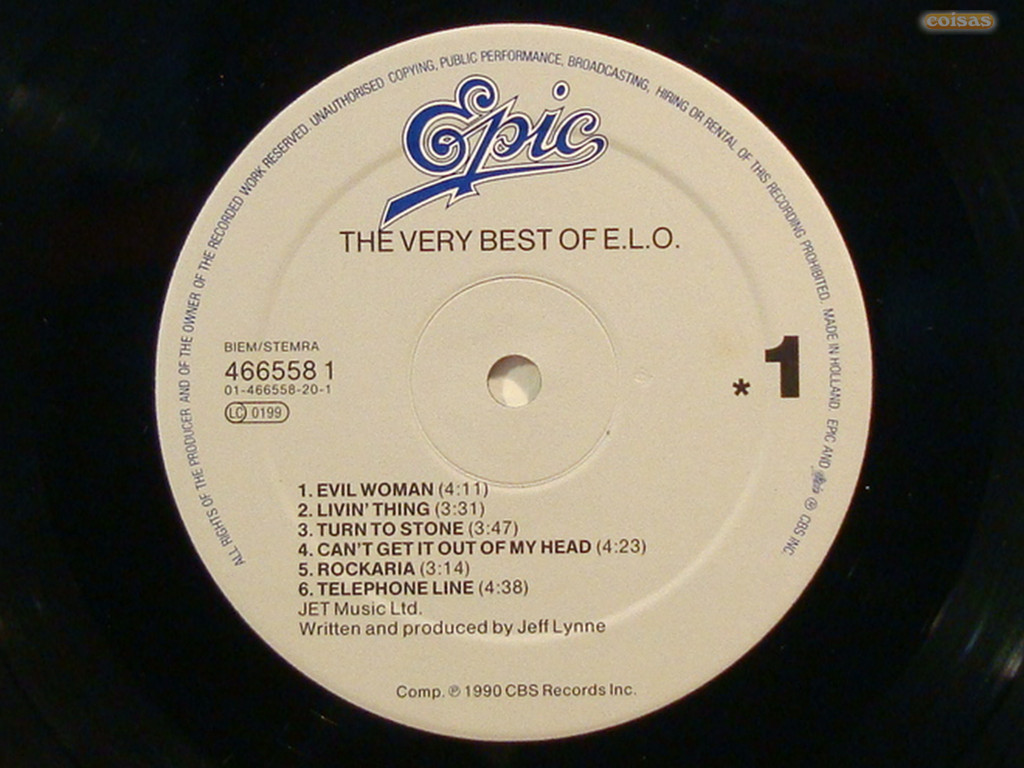 coisas
ALL RIGHTS OF THE PRODUCER AND OF THE OWNER OF THE RECORDED WORK RESERVED. UNAUTHORISED COPYING, PUBLIC PERFORMANCE, BROADCASTING, HIRING OR RENTAL OF THIS RECORDING PROHIBITED. MADE IN HOLLAND. EPIC AND Epic ℗ CBS INC.
Epic
THE VERY BEST OF E.L.O.
BIEM/STEMRA
466558 1
01-466558-20-1
LC 0199
* 1
1. EVIL WOMAN (4:11)
2. LIVIN' THING (3:31)
3. TURN TO STONE (3:47)
4. CAN'T GET IT OUT OF MY HEAD (4:23)
5. ROCKARIA (3:14)
6. TELEPHONE LINE (4:38)
JET Music Ltd.
Written and produced by Jeff Lynne
Comp. ℗ 1990 CBS Records Inc.